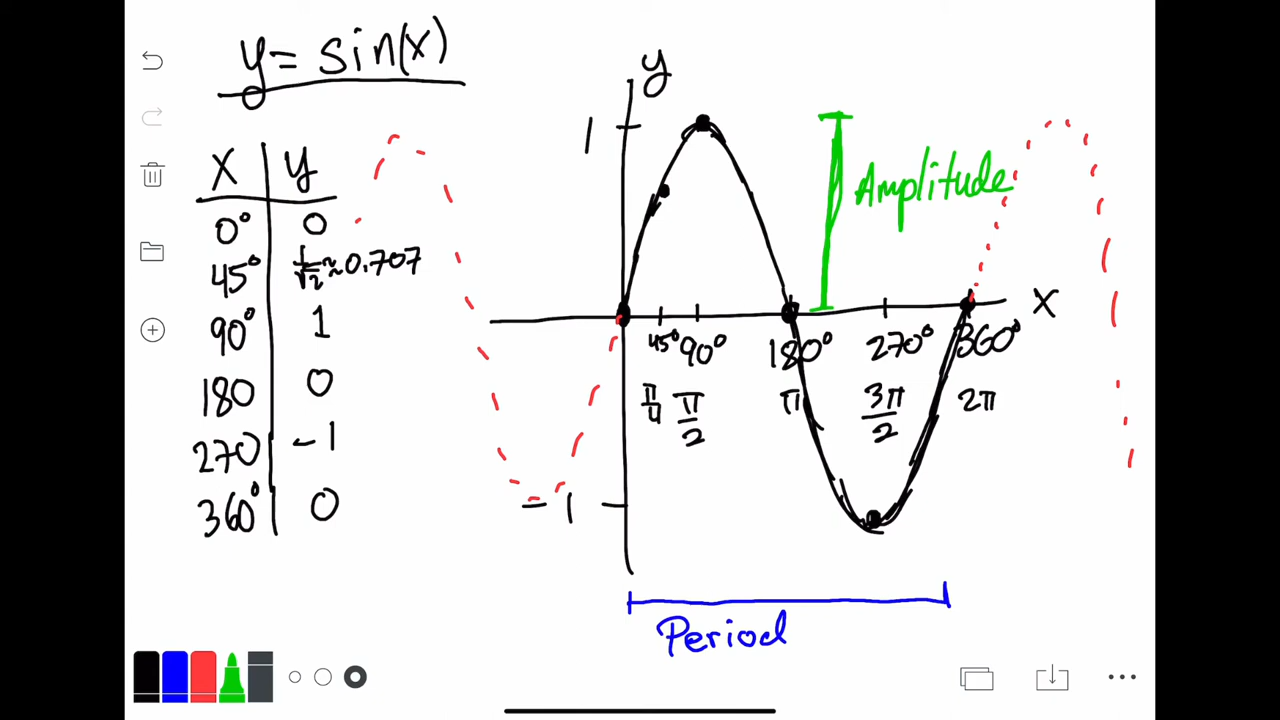 y = sin(x)
x y
0° 0
45° 1/√2 ≈ 0.707
90° 1
180 0
270 -1
360° 0
y
1
Amplitude
x
45° 90° 180° 270° 360°
π/4 π/2 π 3π/2 2π
-1
Period